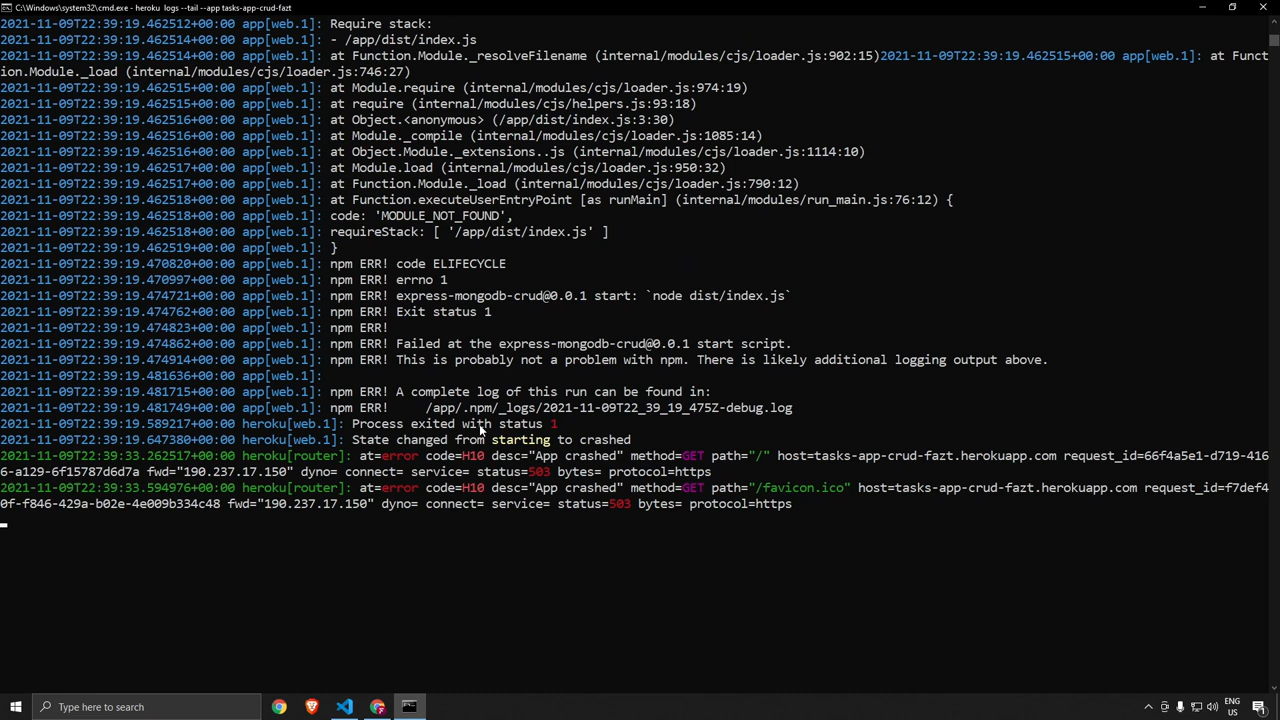 C:\Windows\system32\cmd.exe - heroku  logs --tail --app tasks-app-crud-fazt
2021-11-09T22:39:19.462512+00:00 app[web.1]: Require stack:
2021-11-09T22:39:19.462514+00:00 app[web.1]: - /app/dist/index.js
2021-11-09T22:39:19.462514+00:00 app[web.1]: at Function.Module._resolveFilename (internal/modules/cjs/loader.js:902:15)2021-11-09T22:39:19.462515+00:00 app[web.1]: at Funct
ion.Module._load (internal/modules/cjs/loader.js:746:27)
2021-11-09T22:39:19.462515+00:00 app[web.1]: at Module.require (internal/modules/cjs/loader.js:974:19)
2021-11-09T22:39:19.462515+00:00 app[web.1]: at require (internal/modules/cjs/helpers.js:93:18)
2021-11-09T22:39:19.462516+00:00 app[web.1]: at Object.<anonymous> (/app/dist/index.js:3:30)
2021-11-09T22:39:19.462516+00:00 app[web.1]: at Module._compile (internal/modules/cjs/loader.js:1085:14)
2021-11-09T22:39:19.462516+00:00 app[web.1]: at Object.Module._extensions..js (internal/modules/cjs/loader.js:1114:10)
2021-11-09T22:39:19.462517+00:00 app[web.1]: at Module.load (internal/modules/cjs/loader.js:950:32)
2021-11-09T22:39:19.462517+00:00 app[web.1]: at Function.Module._load (internal/modules/cjs/loader.js:790:12)
2021-11-09T22:39:19.462518+00:00 app[web.1]: at Function.executeUserEntryPoint [as runMain] (internal/modules/run_main.js:76:12) {
2021-11-09T22:39:19.462518+00:00 app[web.1]: code: 'MODULE_NOT_FOUND',
2021-11-09T22:39:19.462518+00:00 app[web.1]: requireStack: [ '/app/dist/index.js' ]
2021-11-09T22:39:19.462519+00:00 app[web.1]: }
2021-11-09T22:39:19.470820+00:00 app[web.1]: npm ERR! code ELIFECYCLE
2021-11-09T22:39:19.470997+00:00 app[web.1]: npm ERR! errno 1
2021-11-09T22:39:19.474721+00:00 app[web.1]: npm ERR! express-mongodb-crud@0.0.1 start: `node dist/index.js`
2021-11-09T22:39:19.474762+00:00 app[web.1]: npm ERR! Exit status 1
2021-11-09T22:39:19.474823+00:00 app[web.1]: npm ERR!
2021-11-09T22:39:19.474862+00:00 app[web.1]: npm ERR! Failed at the express-mongodb-crud@0.0.1 start script.
2021-11-09T22:39:19.474914+00:00 app[web.1]: npm ERR! This is probably not a problem with npm. There is likely additional logging output above.
2021-11-09T22:39:19.481636+00:00 app[web.1]:
2021-11-09T22:39:19.481715+00:00 app[web.1]: npm ERR! A complete log of this run can be found in:
2021-11-09T22:39:19.481749+00:00 app[web.1]: npm ERR!     /app/.npm/_logs/2021-11-09T22_39_19_475Z-debug.log
2021-11-09T22:39:19.589217+00:00 heroku[web.1]: Process exited with status 1
2021-11-09T22:39:19.647380+00:00 heroku[web.1]: State changed from starting to crashed
2021-11-09T22:39:33.262517+00:00 heroku[router]: at=error code=H10 desc="App crashed" method=GET path="/" host=tasks-app-crud-fazt.herokuapp.com request_id=66f4a5e1-d719-416
6-a129-6f15787d6d7a fwd="190.237.17.150" dyno= connect= service= status=503 bytes= protocol=https
2021-11-09T22:39:33.594976+00:00 heroku[router]: at=error code=H10 desc="App crashed" method=GET path="/favicon.ico" host=tasks-app-crud-fazt.herokuapp.com request_id=f7def4
0f-f846-429a-b02e-4e009b334c48 fwd="190.237.17.150" dyno= connect= service= status=503 bytes= protocol=https
Type here to search
ENG
US
1